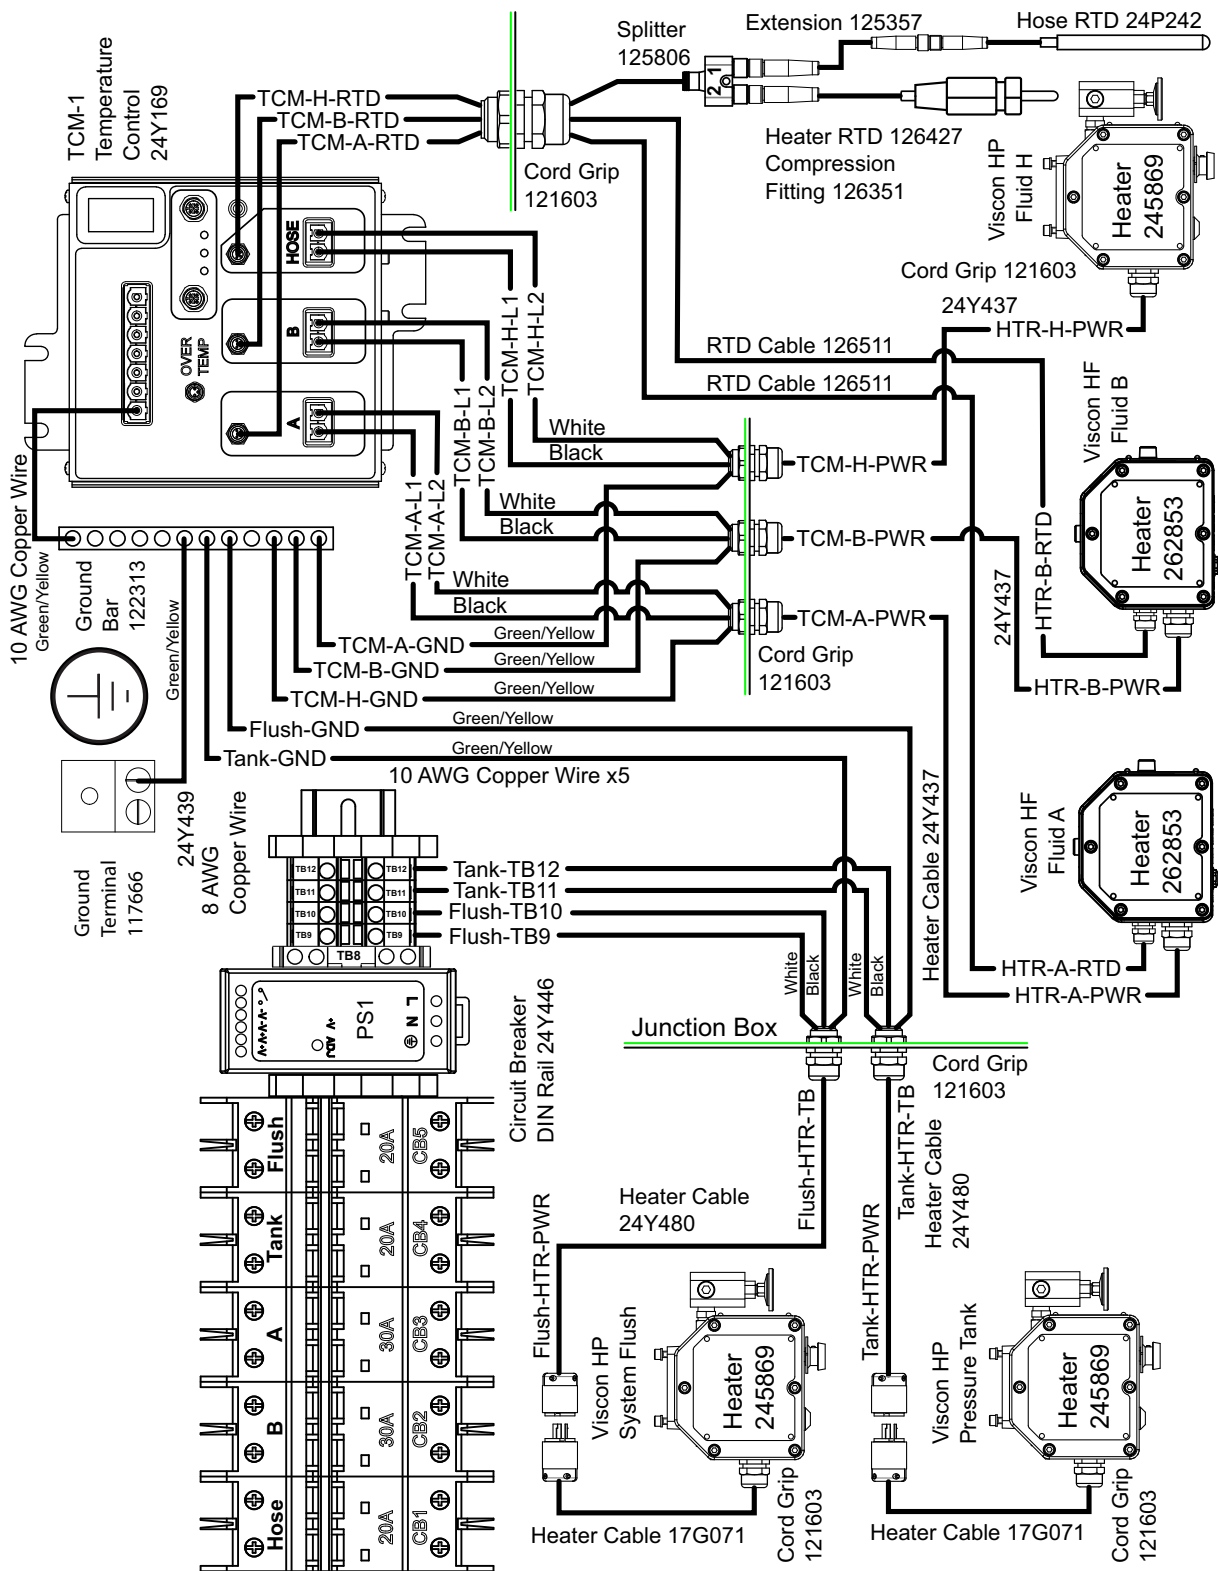 TCM-1
Temperature
Control
24Y169
TCM-H-RTD
TCM-B-RTD
TCM-A-RTD
Cord Grip
121603
Splitter
125806
Extension 125357
Hose RTD 24P242
2 1
Heater RTD 126427
Compression
Fitting 126351
Viscon HP
Fluid H
Heater
245869
Cord Grip 121603
24Y437
HTR-H-PWR
HOSE
B
A
OVER
TEMP
TCM-H-L1
TCM-H-L2
TCM-B-L1
TCM-B-L2
TCM-A-L1
TCM-A-L2
RTD Cable 126511
RTD Cable 126511
Viscon HF
Fluid B
Heater
262853
White
Black
TCM-H-PWR
White
Black
TCM-B-PWR
White
Black
TCM-A-PWR
Cord Grip
121603
24Y437
HTR-B-RTD
HTR-B-PWR
10 AWG Copper Wire
Green/Yellow
Ground
Bar
122313
Green/Yellow
TCM-A-GND
Green/Yellow
TCM-B-GND
Green/Yellow
TCM-H-GND
Green/Yellow
Flush-GND
Green/Yellow
Tank-GND
Green/Yellow
10 AWG Copper Wire x5
Ground
Terminal
117666
24Y439
8 AWG
Copper Wire
Heater Cable 24Y437
Viscon HF
Fluid A
Heater
262853
HTR-A-RTD
HTR-A-PWR
TB12
TB12
Tank-TB12
TB11
TB11
Tank-TB11
TB10
TB10
Flush-TB10
TB9
TB9
Flush-TB9
TB8
White
Black
White
Black
V+V+V-V-
V+ ADJ
PS1
L
N
Circuit Breaker
DIN Rail 24Y446
Junction Box
Cord Grip
121603
Flush-HTR-TB
Tank-HTR-TB
Heater Cable
24Y480
Heater Cable
24Y480
Flush-HTR-PWR
Tank-HTR-PWR
Flush
20A
CB5
Tank
20A
CB4
A
30A
CB3
B
30A
CB2
Hose
20A
CB1
Viscon HP
System Flush
Heater
245869
Heater Cable 17G071
Cord Grip
121603
Viscon HP
Pressure Tank
Heater
245869
Heater Cable 17G071
Cord Grip
121603